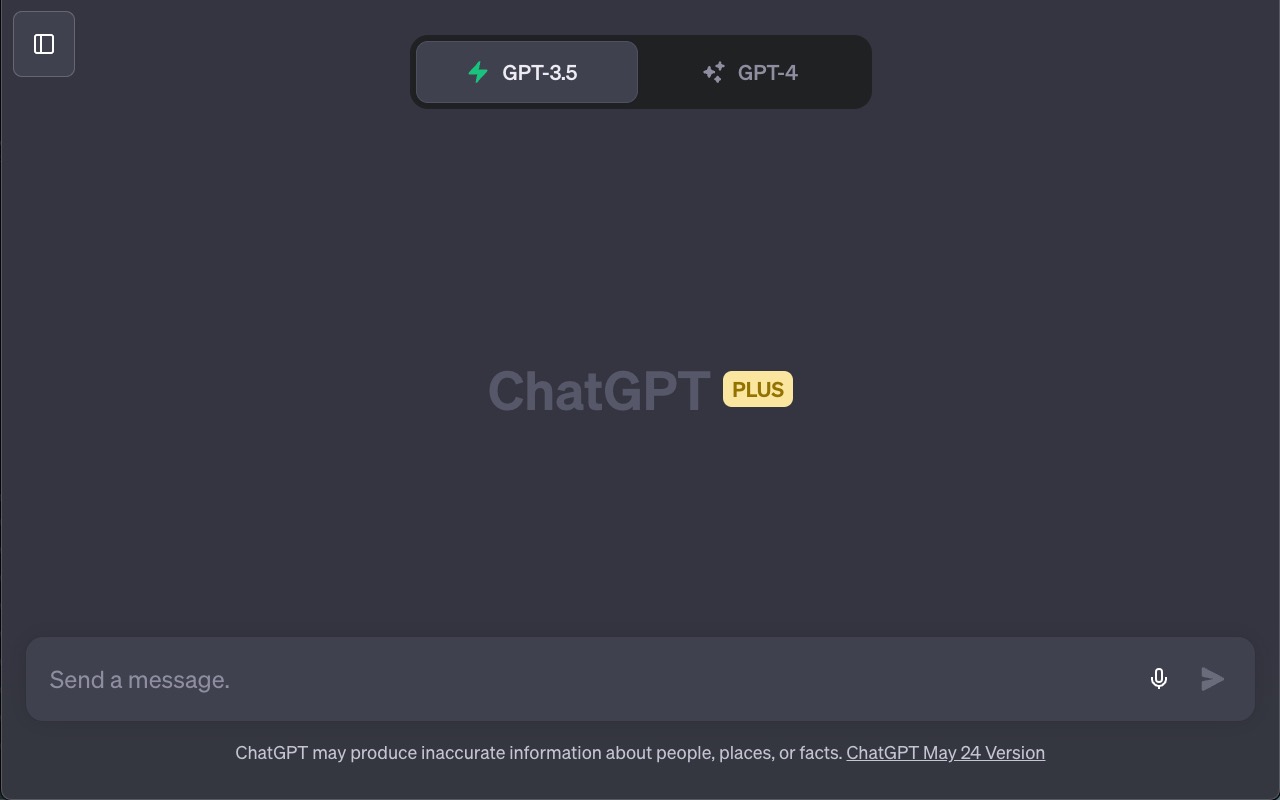 GPT-3.5 GPT-4
ChatGPT PLUS
Send a message.
ChatGPT may produce inaccurate information about people, places, or facts. ChatGPT May 24 Version